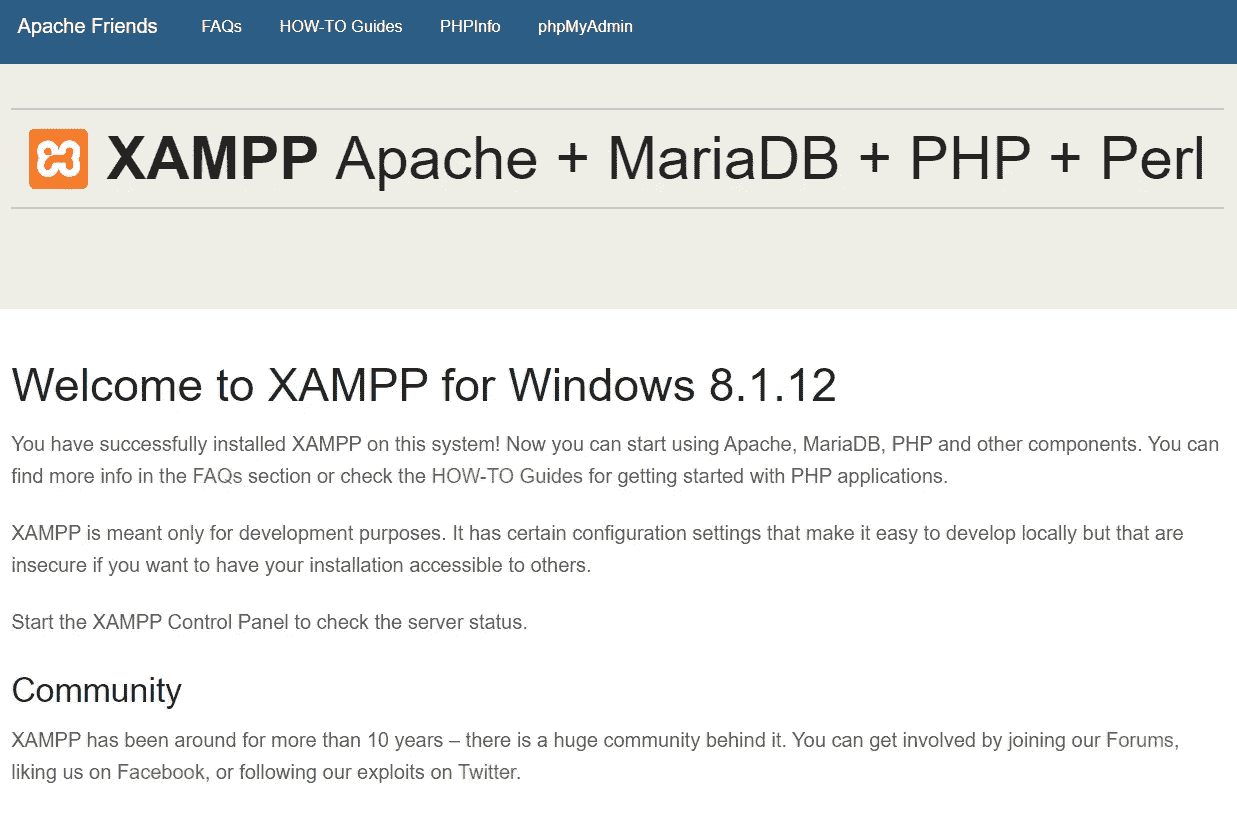 Apache Friends FAQs HOW-TO Guides PHPInfo phpMyAdmin
XAMPP Apache + MariaDB + PHP + Perl
Welcome to XAMPP for Windows 8.1.12
You have successfully installed XAMPP on this system! Now you can start using Apache, MariaDB, PHP and other components. You can
find more info in the FAQs section or check the HOW-TO Guides for getting started with PHP applications.
XAMPP is meant only for development purposes. It has certain configuration settings that make it easy to develop locally but that are
insecure if you want to have your installation accessible to others.
Start the XAMPP Control Panel to check the server status.
Community
XAMPP has been around for more than 10 years – there is a huge community behind it. You can get involved by joining our Forums,
liking us on Facebook, or following our exploits on Twitter.